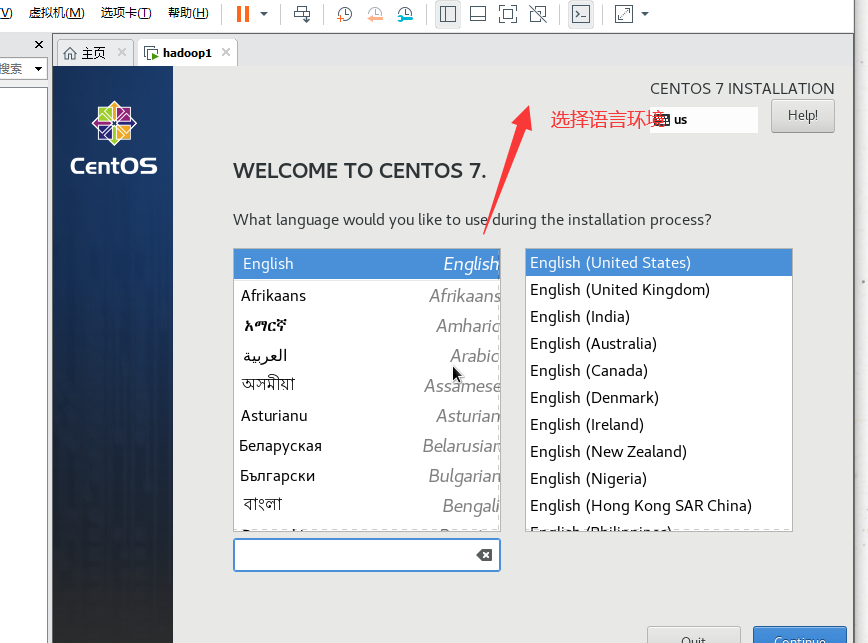 V) 虚拟机(M) 选项卡(T) 帮助(H)
搜索
主页
hadoop1
CentOS
CENTOS 7 INSTALLATION
选择语言环境
us
Help!
WELCOME TO CENTOS 7.
What language would you like to use during the installation process?
English English
Afrikaans Afrikaans
አማርኛ Amharic
العربية Arabic
অসমীয়া Assamese
Asturianu Asturian
Беларуская Belarusian
Български Bulgarian
বাংলা Bengali
English (United States)
English (United Kingdom)
English (India)
English (Australia)
English (Canada)
English (Denmark)
English (Ireland)
English (New Zealand)
English (Nigeria)
English (Hong Kong SAR China)
English (Philippines)
Quit
Continue